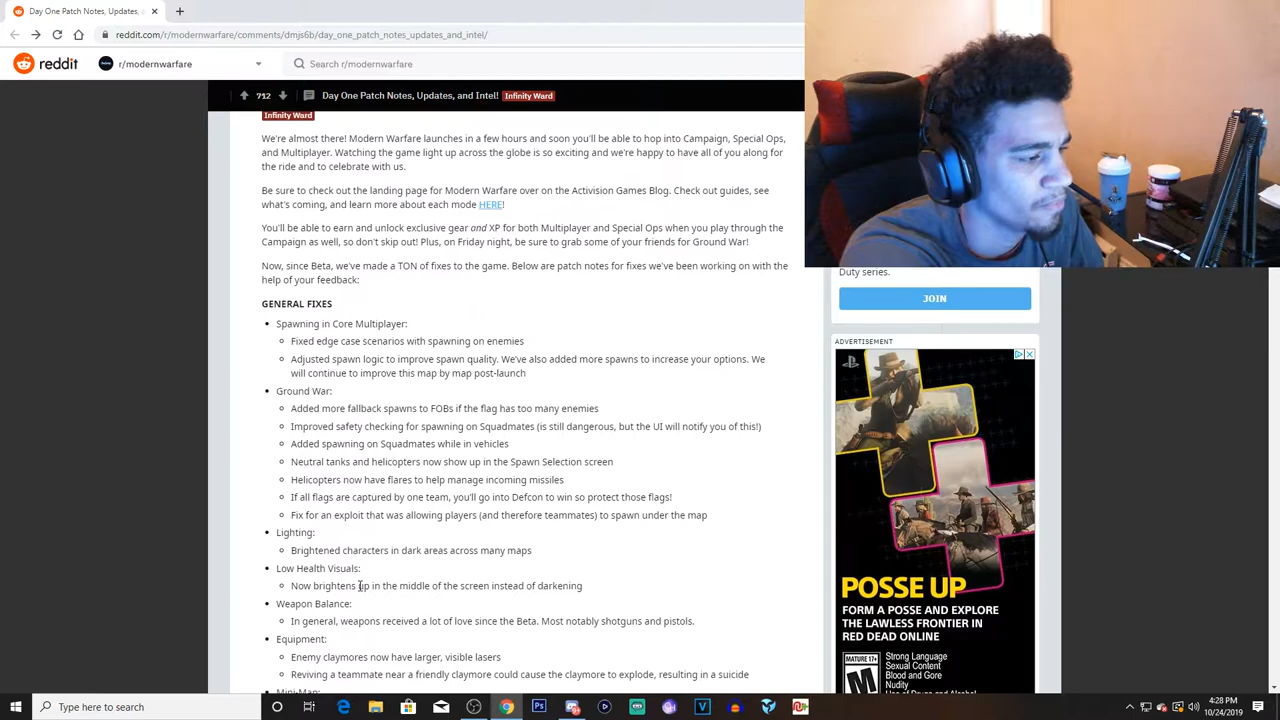 Day One Patch Notes, Updates, a
reddit.com/r/modernwarfare/comments/dmjs6b/day_one_patch_notes_updates_and_intel/
reddit
r/modernwarfare
Search r/modernwarfare
712
Day One Patch Notes, Updates, and Intel!
Infinity Ward
Infinity Ward
We're almost there! Modern Warfare launches in a few hours and soon you'll be able to hop into Campaign, Special Ops,
and Multiplayer. Watching the game light up across the globe is so exciting and we're happy to have all of you along for
the ride and to celebrate with us.
Be sure to check out the landing page for Modern Warfare over on the Activision Games Blog. Check out guides, see
what's coming, and learn more about each mode HERE!
You'll be able to earn and unlock exclusive gear and XP for both Multiplayer and Special Ops when you play through the
Campaign as well, so don't skip out! Plus, on Friday night, be sure to grab some of your friends for Ground War!
Now, since Beta, we've made a TON of fixes to the game. Below are patch notes for fixes we've been working on with the
help of your feedback:
GENERAL FIXES
Spawning in Core Multiplayer:
Fixed edge case scenarios with spawning on enemies
Adjusted spawn logic to improve spawn quality. We've also added more spawns to increase your options. We
will continue to improve this map by map post-launch
Ground War:
Added more fallback spawns to FOBs if the flag has too many enemies
Improved safety checking for spawning on Squadmates (is still dangerous, but the UI will notify you of this!)
Added spawning on Squadmates while in vehicles
Neutral tanks and helicopters now show up in the Spawn Selection screen
Helicopters now have flares to help manage incoming missiles
If all flags are captured by one team, you'll go into Defcon to win so protect those flags!
Fix for an exploit that was allowing players (and therefore teammates) to spawn under the map
Lighting:
Brightened characters in dark areas across many maps
Low Health Visuals:
Now brightens up in the middle of the screen instead of darkening
Weapon Balance:
In general, weapons received a lot of love since the Beta. Most notably shotguns and pistols.
Equipment:
Enemy claymores now have larger, visible lasers
Reviving a teammate near a friendly claymore could cause the claymore to explode, resulting in a suicide
Mini-Map:
Duty series.
JOIN
ADVERTISEMENT
POSSE UP
FORM A POSSE AND EXPLORE
THE LAWLESS FRONTIER IN
RED DEAD ONLINE
MATURE 17+
M
Strong Language
Sexual Content
Blood and Gore
Nudity
Use of Drugs and Alcohol
Type here to search
4:28 PM
10/24/2019